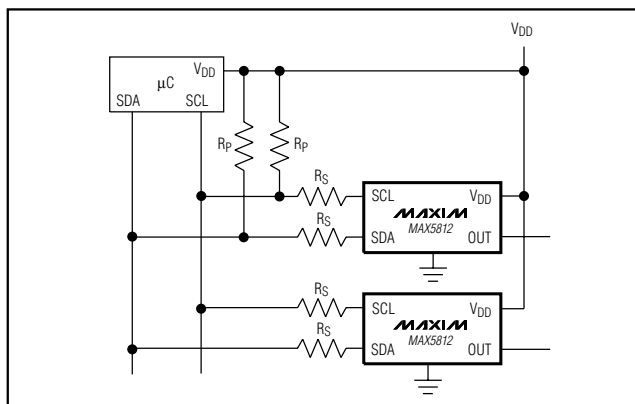 VDD
μC
VDD
SDA
SCL
RP
RP
RS
SCL
VDD
MAXIM
MAX5812
RS
SDA
OUT
SCL
VDD
RS
MAXIM
MAX5812
SDA
OUT
RS